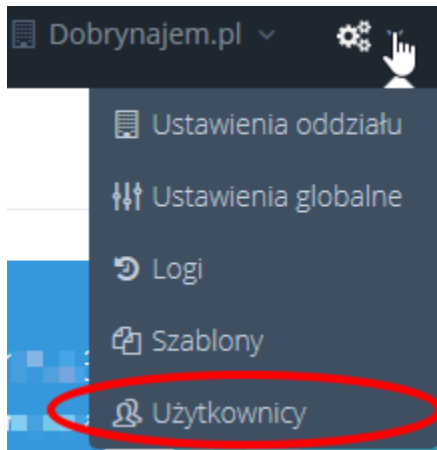 Dobrynajem.pl
Ustawienia oddziału
Ustawienia globalne
Logi
Szablony
Użytkownicy